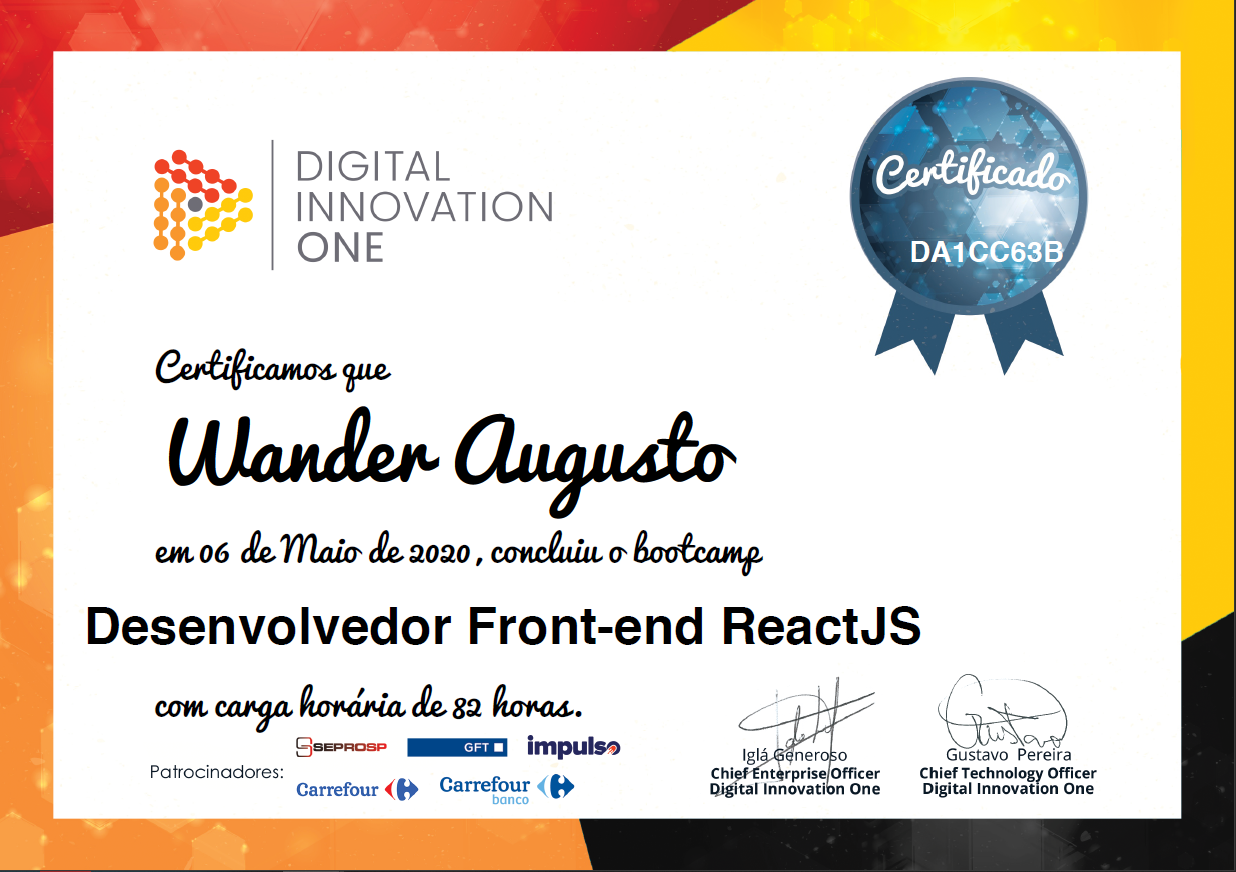 DIGITAL
INNOVATION
ONE
Certificado
DA1CC63B
Certificamos que
Wander Augusto
em 06 de Maio de 2020, concluiu o bootcamp
Desenvolvedor Front-end ReactJS
com carga horária de 82 horas.
Patrocinadores:
SEPROSP GFT impulso
Carrefour Carrefour
banco
Iglá Generoso
Chief Enterprise Officer
Digital Innovation One
Gustavo Pereira
Chief Technology Officer
Digital Innovation One